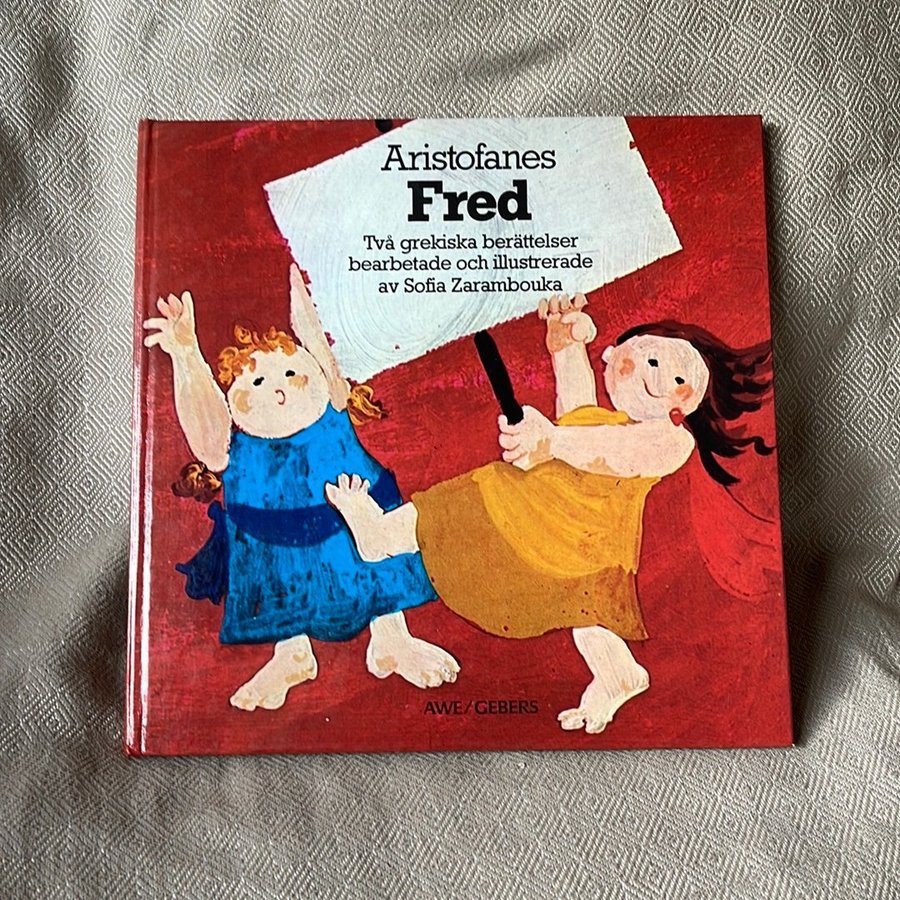 Aristofanes
Fred
Två grekiska berättelser
bearbetade och illustrerade
av Sofia Zarambouka
AWE/GEBERS